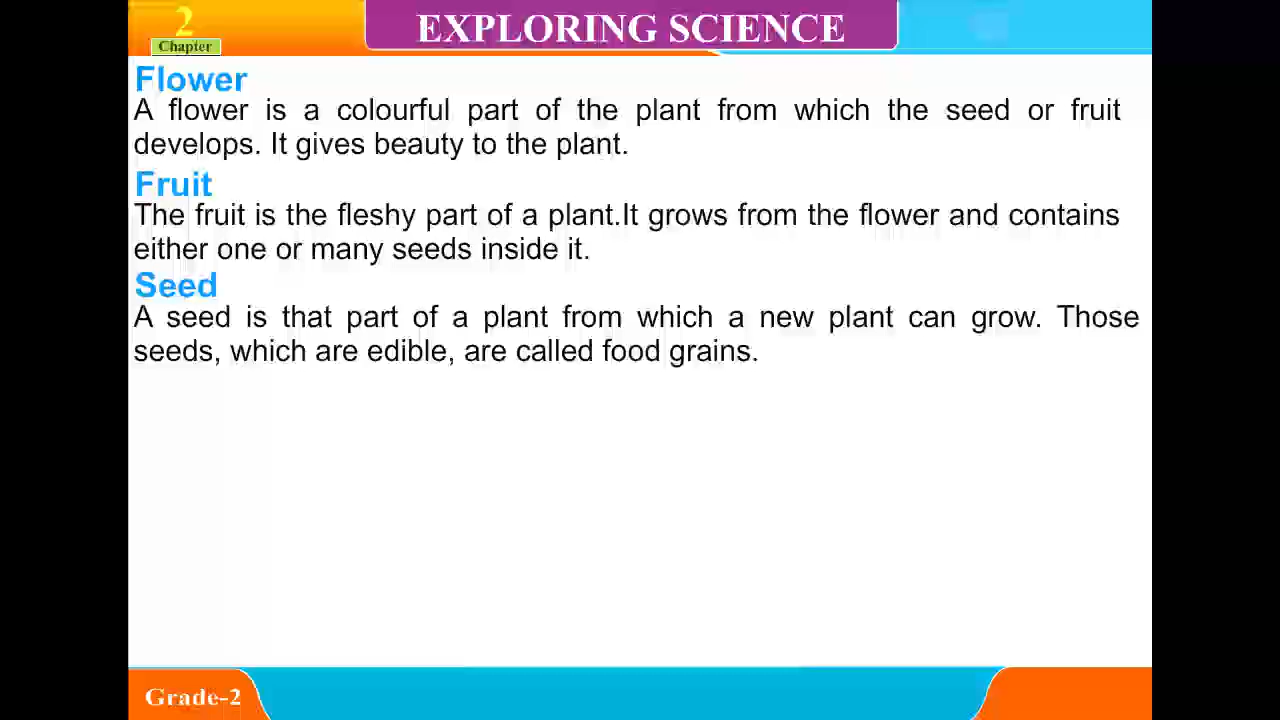 2
Chapter
EXPLORING SCIENCE
Flower
A flower is a colourful part of the plant from which the seed or fruit
develops. It gives beauty to the plant.
Fruit
The fruit is the fleshy part of a plant.It grows from the flower and contains
either one or many seeds inside it.
Seed
A seed is that part of a plant from which a new plant can grow. Those
seeds, which are edible, are called food grains.
Grade-2